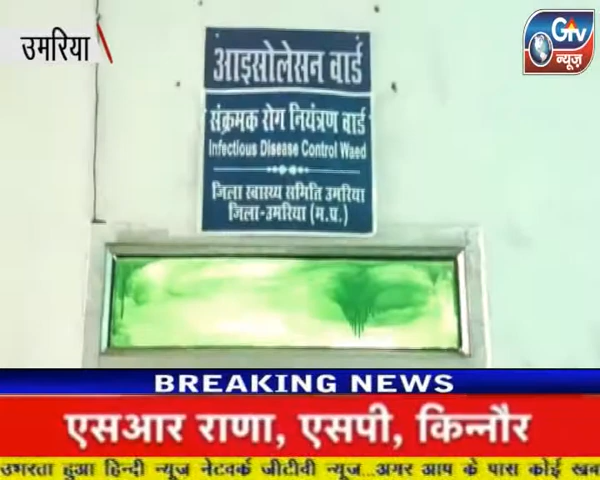 उमरिया
Gtv
न्यूज़
आइसोलेसन वार्ड
संक्रमक रोग नियंत्रण वार्ड
Infectious Disease Control Waed
जिला स्वास्थ्य समिति उमरिया
जिला-उमरिया (म.प्र.)
BREAKING NEWS
एसआर राणा, एसपी, किन्नौर
उभरता हुआ हिन्दी न्यूज नेटवर्क जीटीवी न्यूज...अगर आप के पास कोई खब